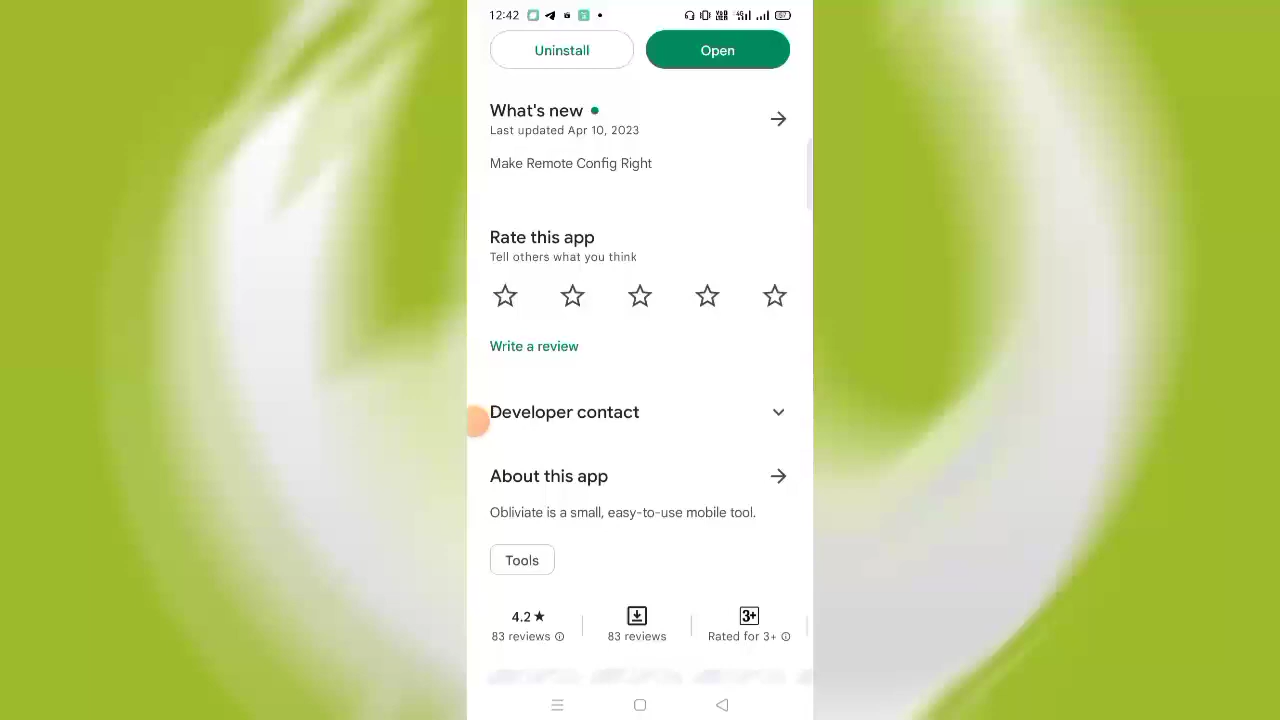 12:42
Uninstall
Open
What's new
Last updated Apr 10, 2023
Make Remote Config Right
Rate this app
Tell others what you think
Write a review
Developer contact
About this app
Obliviate is a small, easy-to-use mobile tool.
Tools
4.2★ 3+
83 reviews 83 reviews Rated for 3+